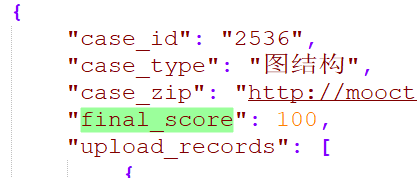 {
"case_id": "2536",
"case_type": "图结构",
"case_zip": "http://mooct
"final_score": 100,
"upload_records": [
{